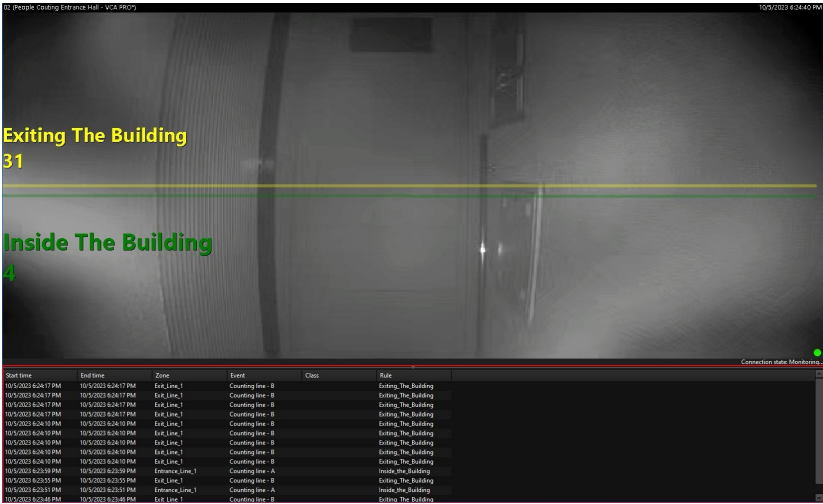 02 (People Couting Entrance Hall - VCA PRO*) 10/5/2023 6:24:40 PM
Exiting The Building
31
Inside The Building
4
Connection state: Monitoring...
Start time End time Zone Event Class Rule
10/5/2023 6:24:17 PM 10/5/2023 6:24:17 PM Exit_Line_1 Counting line - B Exiting_The_Building
10/5/2023 6:24:17 PM 10/5/2023 6:24:17 PM Exit_Line_1 Counting line - B Exiting_The_Building
10/5/2023 6:24:17 PM 10/5/2023 6:24:17 PM Exit_Line_1 Counting line - B Exiting_The_Building
10/5/2023 6:24:17 PM 10/5/2023 6:24:17 PM Exit_Line_1 Counting line - B Exiting_The_Building
10/5/2023 6:24:10 PM 10/5/2023 6:24:10 PM Exit_Line_1 Counting line - B Exiting_The_Building
10/5/2023 6:24:10 PM 10/5/2023 6:24:10 PM Exit_Line_1 Counting line - B Exiting_The_Building
10/5/2023 6:24:10 PM 10/5/2023 6:24:10 PM Exit_Line_1 Counting line - B Exiting_The_Building
10/5/2023 6:24:10 PM 10/5/2023 6:24:10 PM Exit_Line_1 Counting line - B Exiting_The_Building
10/5/2023 6:24:10 PM 10/5/2023 6:24:10 PM Exit_Line_1 Counting line - B Exiting_The_Building
10/5/2023 6:23:59 PM 10/5/2023 6:23:59 PM Entrance_Line_1 Counting line - A Inside_the_Building
10/5/2023 6:23:55 PM 10/5/2023 6:23:55 PM Exit_Line_1 Counting line - B Exiting_The_Building
10/5/2023 6:23:51 PM 10/5/2023 6:23:51 PM Entrance_Line_1 Counting line - A Inside_the_Building
10/5/2023 6:23:46 PM 10/5/2023 6:23:46 PM Exit_Line_1 Counting line - B Exiting_The_Building